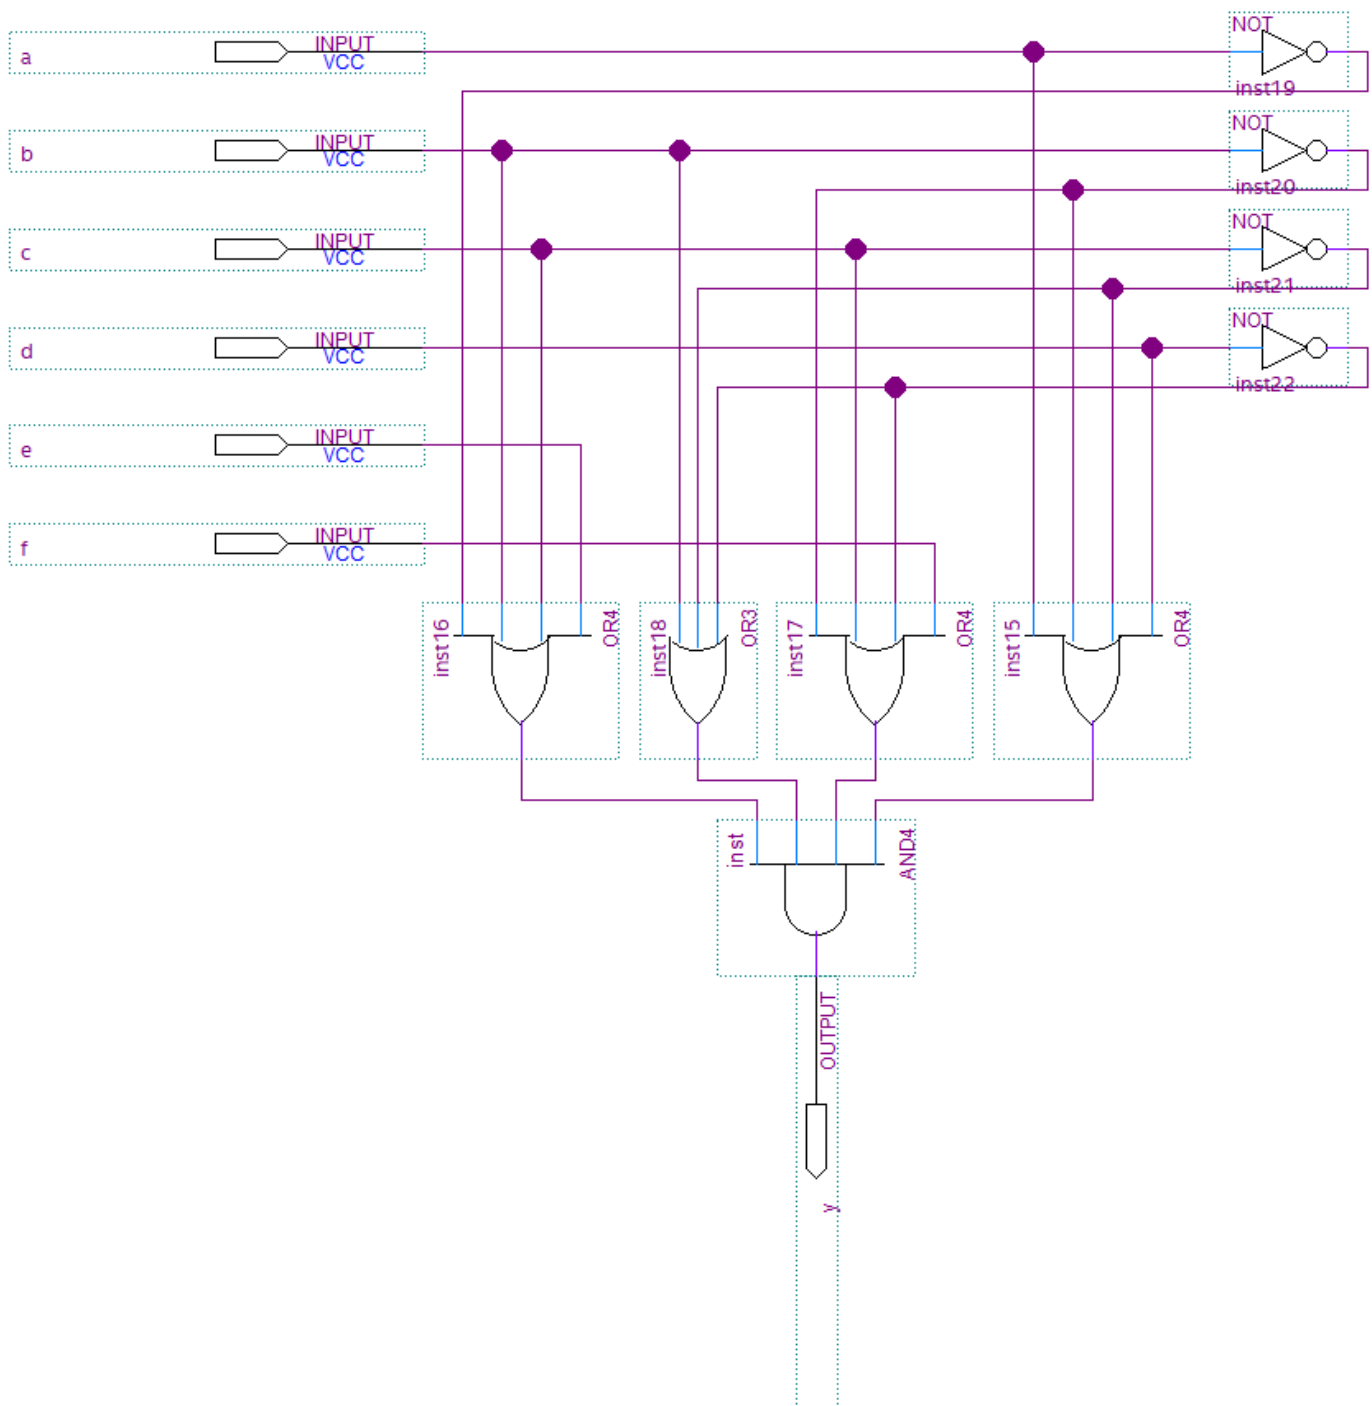 a
INPUT
VCC
NOT
inst19
b
INPUT
VCC
NOT
inst20
c
INPUT
VCC
NOT
inst21
d
INPUT
VCC
NOT
inst22
e
INPUT
VCC
f
INPUT
VCC
inst16
OR4
inst18
OR3
inst17
OR4
inst15
OR4
inst
AND4
OUTPUT
y